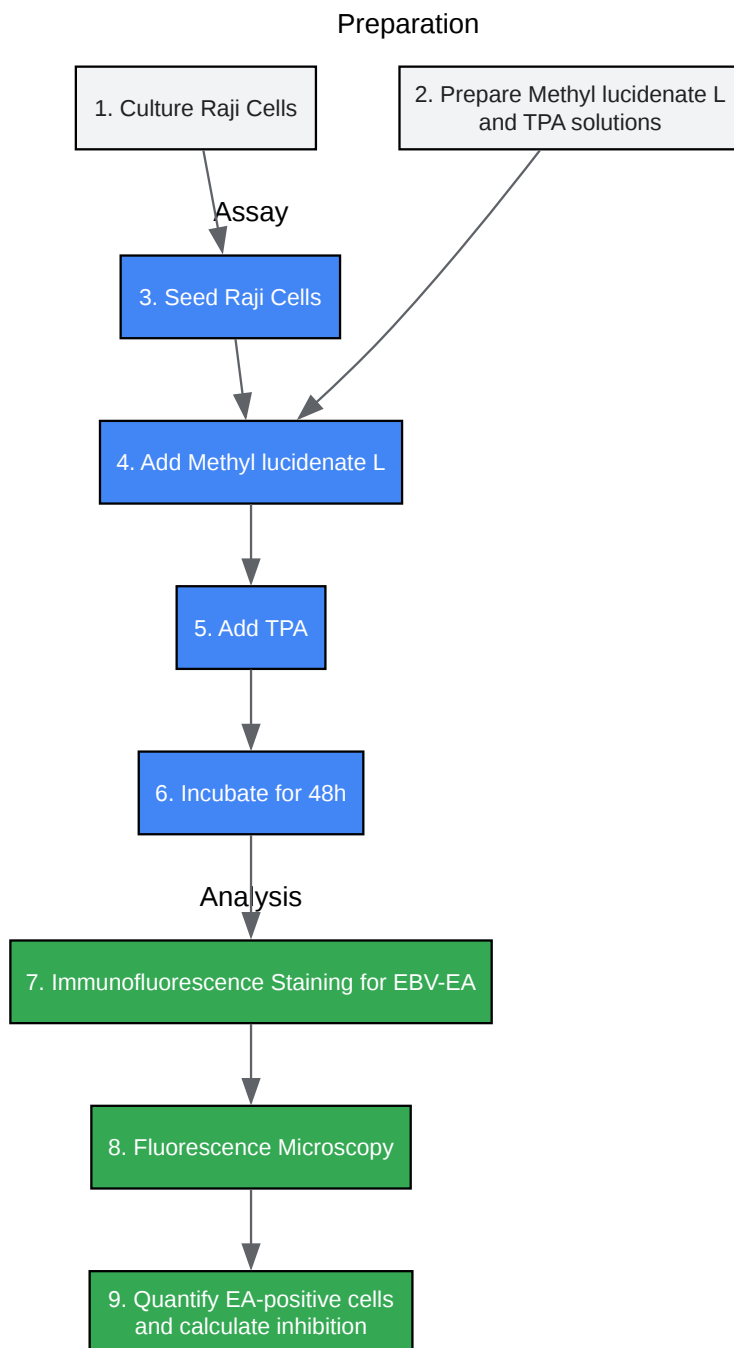 Preparation
1. Culture Raji Cells
2. Prepare Methyl lucidenate L
and TPA solutions
Assay
3. Seed Raji Cells
4. Add Methyl lucidenate L
5. Add TPA
6. Incubate for 48h
Analysis
7. Immunofluorescence Staining for EBV-EA
8. Fluorescence Microscopy
9. Quantify EA-positive cells
and calculate inhibition